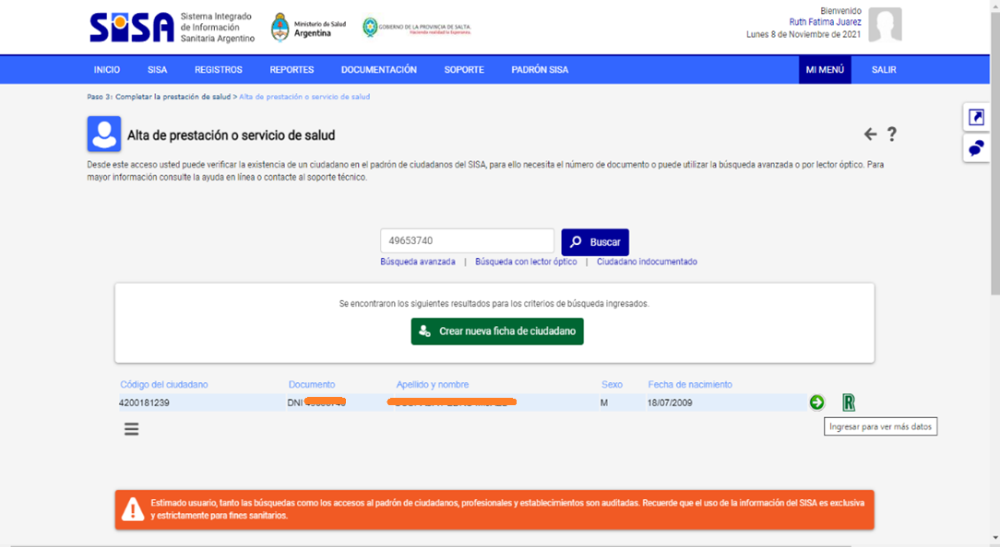 SISA
Sistema Integrado
de Información
Sanitaria Argentino
Ministerio de Salud
Argentina
GOBIERNO DE LA PROVINCIA DE SALTA.
Haciendo realidad la Esperanza.
Bienvenido
Ruth Fatima Juarez
Lunes 8 de Noviembre de 2021
INICIO SISA REGISTROS REPORTES DOCUMENTACIÓN SOPORTE PADRÓN SISA MI MENÚ SALIR
Paso 3: Completar la prestación de salud > Alta de prestación o servicio de salud
Alta de prestación o servicio de salud
?
Desde este acceso usted puede verificar la existencia de un ciudadano en el padrón de ciudadanos del SISA, para ello necesita el número de documento o puede utilizar la búsqueda avanzada o por lector óptico. Para
mayor información consulte la ayuda en línea o contacte al soporte técnico.
49653740
Buscar
Búsqueda avanzada | Búsqueda con lector óptico | Ciudadano indocumentado
Se encontraron los siguientes resultados para los criterios de búsqueda ingresados.
Crear nueva ficha de ciudadano
Código del ciudadano Documento Apellido y nombre Sexo Fecha de nacimiento
4200181239 DNI M 18/07/2009
R
Ingresar para ver más datos
Estimado usuario, tanto las búsquedas como los accesos al padrón de ciudadanos, profesionales y establecimientos son auditadas. Recuerde que el uso de la información del SISA es exclusiva
y estrictamente para fines sanitarios.